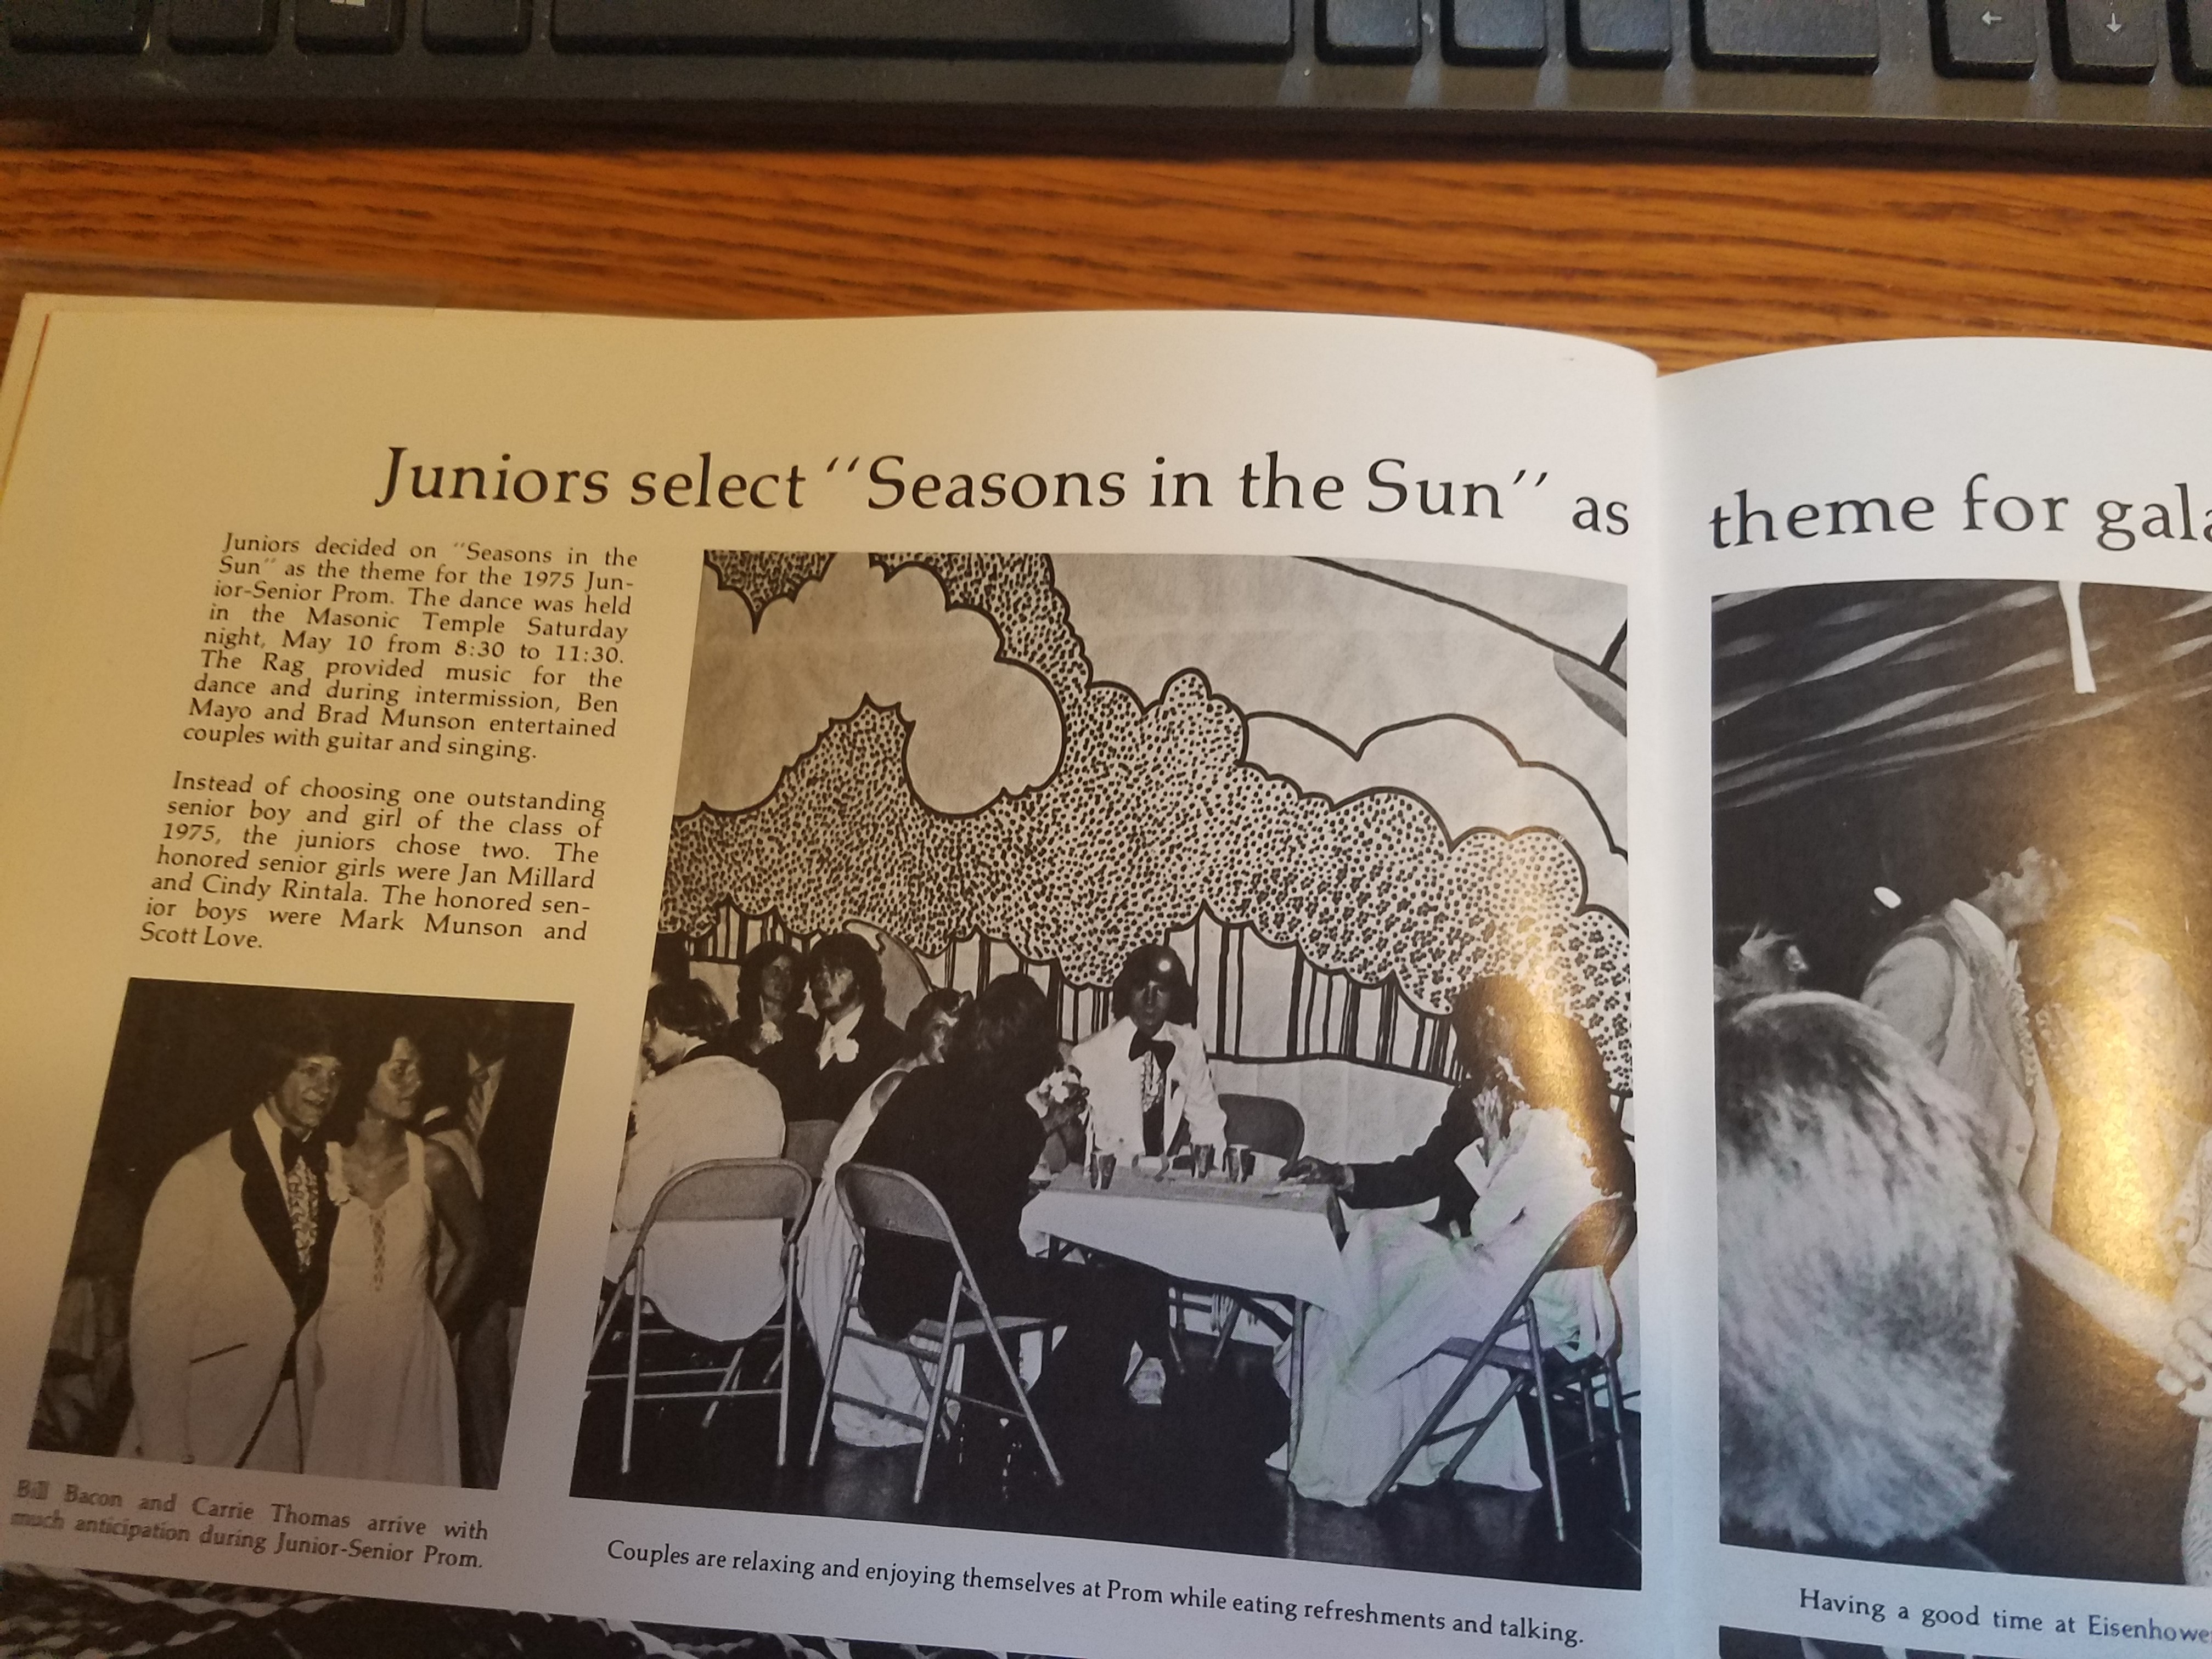 Juniors select "Seasons in the Sun" as theme for
Juniors decided on "Seasons in the
Sun" as the theme for the 1975 Jun-
ior-Senior Prom. The dance was held
in the Masonic Temple Saturday
night, May 10 from 8:30 to 11:30.
The Rag provided music for the
dance and during intermission, Ben
Mayo and Brad Munson entertained
couples with guitar and singing.
Instead of choosing one outstanding
senior boy and girl of the class of
1975, the juniors chose two. The
honored senior girls were Jan Millard
and Cindy Rintala. The honored sen-
ior boys were Mark Munson and
Scott Love.
Bill Bacon and Carrie Thomas arrive with
much anticipation during Junior-Senior Prom.
Couples are relaxing and enjoying themselves at Prom while eating refreshments and talking.
Having a good time at